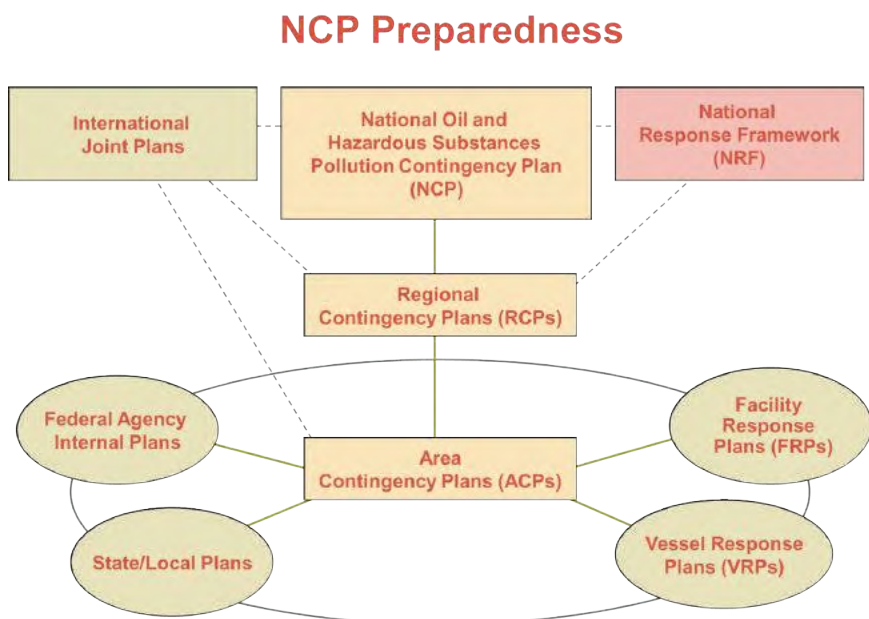 NCP Preparedness
International
Joint Plans
National Oil and
Hazardous Substances
Pollution Contingency Plan
(NCP)
National
Response Framework
(NRF)
Regional
Contingency Plans (RCPs)
Federal Agency
Internal Plans
Area
Contingency Plans (ACPs)
Facility
Response
Plans (FRPs)
State/Local Plans
Vessel Response
Plans (VRPs)